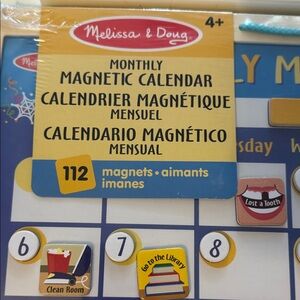 Melissa & Doug
4+
MONTHLY
MAGNETIC CALENDAR
CALENDRIER MAGNÉTIQUE
MENSUEL
CALENDARIO MAGNÉTICO
MENSUAL
112 magnets • aimants
imanes
LY M
sday W
Lost a Tooth
6
Clean Room
7
Go to the Library
8